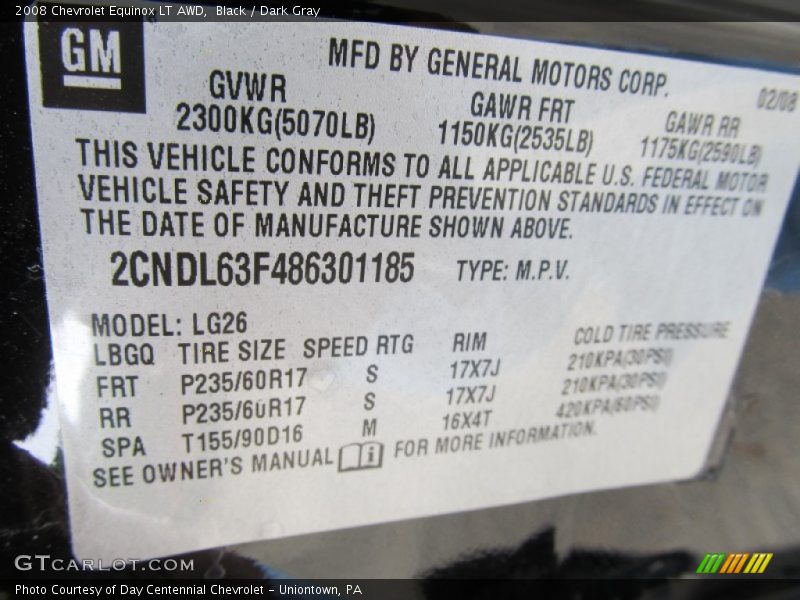 2008 Chevrolet Equinox LT AWD,  Black / Dark Gray
GM
MFD BY GENERAL MOTORS CORP.
02/08
GVWR GAWR FRT GAWR RR
2300KG(5070LB) 1150KG(2535LB) 1175KG(2590LB)
THIS VEHICLE CONFORMS TO ALL APPLICABLE U.S. FEDERAL MOTOR
VEHICLE SAFETY AND THEFT PREVENTION STANDARDS IN EFFECT ON
THE DATE OF MANUFACTURE SHOWN ABOVE.
2CNDL63F486301185 TYPE: M.P.V.
MODEL: LG26
LBGQ TIRE SIZE SPEED RTG RIM COLD TIRE PRESSURE
FRT P235/60R17 S 17X7J 210KPA(30PSI)
RR P235/60R17 S 17X7J 210KPA(30PSI)
SPA T155/90D16 M 16X4T 420KPA(60PSI)
SEE OWNER'S MANUAL i FOR MORE INFORMATION.
GTCARLOT.COM
Photo Courtesy of Day Centennial Chevrolet - Uniontown, PA